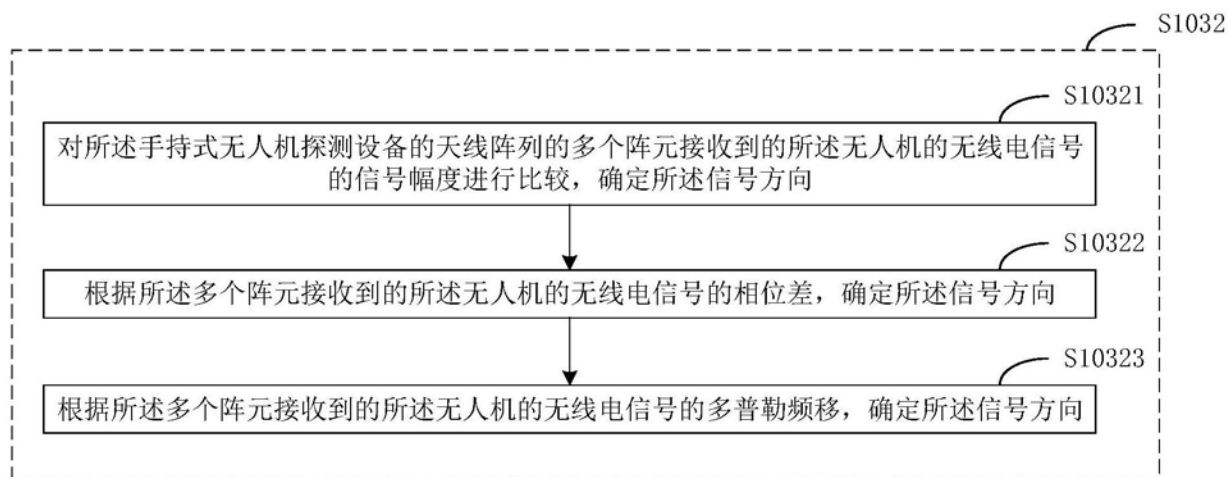 S1032
S10321
对所述手持式无人机探测设备的天线阵列的多个阵元接收到的所述无人机的无线电信号
的信号幅度进行比较，确定所述信号方向
S10322
根据所述多个阵元接收到的所述无人机的无线电信号的相位差，确定所述信号方向
S10323
根据所述多个阵元接收到的所述无人机的无线电信号的多普勒频移，确定所述信号方向